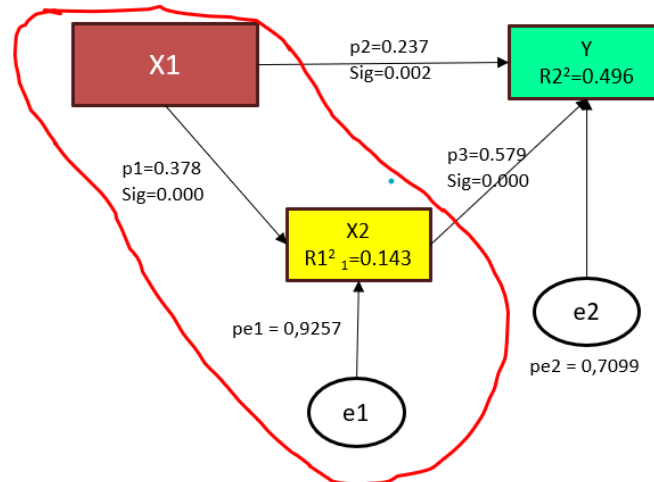 X1
p2=0.237
Sig=0.002
Y
R2²=0.496
p1=0.378
Sig=0.000
p3=0.579
Sig=0.000
X2
R1² ₁=0.143
pe1 = 0,9257
e2
pe2 = 0,7099
e1